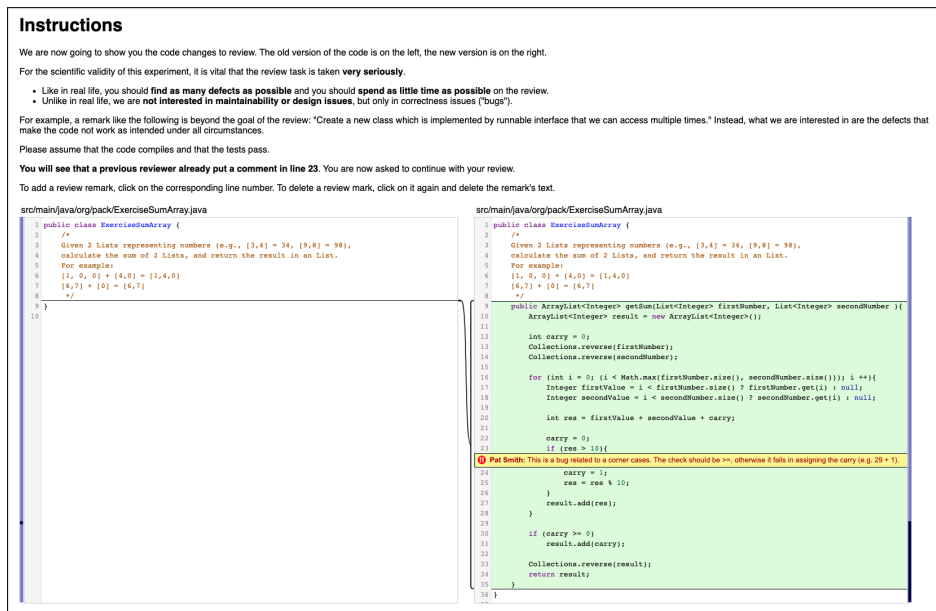 Instructions
We are now going to show you the code changes to review. The old version of the code is on the left, the new version is on the right.
For the scientific validity of this experiment, it is vital that the review task is taken very seriously.
• Like in real life, you should find as many defects as possible and you should spend as little time as possible on the review.
• Unlike in real life, we are not interested in maintainability or design issues, but only in correctness issues ("bugs").
For example, a remark like the following is beyond the goal of the review: "Create a new class which is implemented by runnable interface that we can access multiple times." Instead, what we are interested in are the defects that
make the code not work as intended under all circumstances.
Please assume that the code compiles and that the tests pass.
You will see that a previous reviewer already put a comment in line 23. You are now asked to continue with your review.
To add a review remark, click on the corresponding line number. To delete a review mark, click on it again and delete the remark's text.
src/main/java/org/pack/ExerciseSumArray.java
1 public class ExerciseSumArray {
2 /*
3 Given 2 Lists representing numbers (e.g., [3,4] = 34, [9,8] = 98),
4 calculate the sum of 2 Lists, and return the result in an List.
5 For example:
6 [1, 0, 0] + [4,0] = [1,4,0]
7 [6,7] + [0] = [6,7]
8 */
9 }
10
src/main/java/org/pack/ExerciseSumArray.java
1 public class ExerciseSumArray {
2 /*
3 Given 2 Lists representing numbers (e.g., [3,4] = 34, [9,8] = 98),
4 calculate the sum of 2 Lists, and return the result in an List.
5 For example:
6 [1, 0, 0] + [4,0] = [1,4,0]
7 [6,7] + [0] = [6,7]
8 */
9 public ArrayList<Integer> getSum(List<Integer> firstNumber, List<Integer> secondNumber ){
10 ArrayList<Integer> result = new ArrayList<Integer>();
11
12 int carry = 0;
13 Collections.reverse(firstNumber);
14 Collections.reverse(secondNumber);
15
16 for (int i = 0; (i < Math.max(firstNumber.size(), secondNumber.size())); i ++){
17 Integer firstValue = i < firstNumber.size() ? firstNumber.get(i) : null;
18 Integer secondValue = i < secondNumber.size() ? secondNumber.get(i) : null;
19
20 int res = firstValue + secondValue + carry;
21
22 carry = 0;
23 if (res > 10){
Pat Smith: This is a bug related to a corner cases. The check should be >=, otherwise it fails in assigning the carry (e.g. 29 + 1).
24 carry = 1;
25 res = res % 10;
26 }
27 result.add(res);
28 }
29
30 if (carry >= 0)
31 result.add(carry);
32
33 Collections.reverse(result);
34 return result;
35 }
36 }